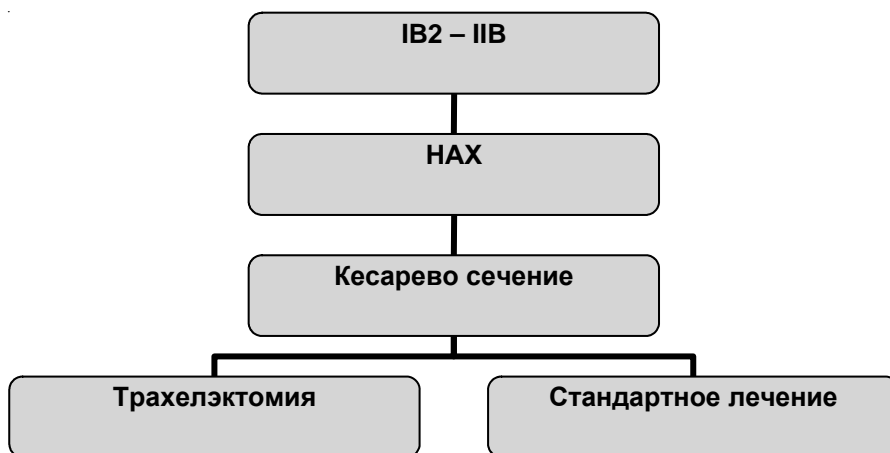 IB2 – IIB
НАХ
Кесарево сечение
Трахелэктомия
Стандартное лечение